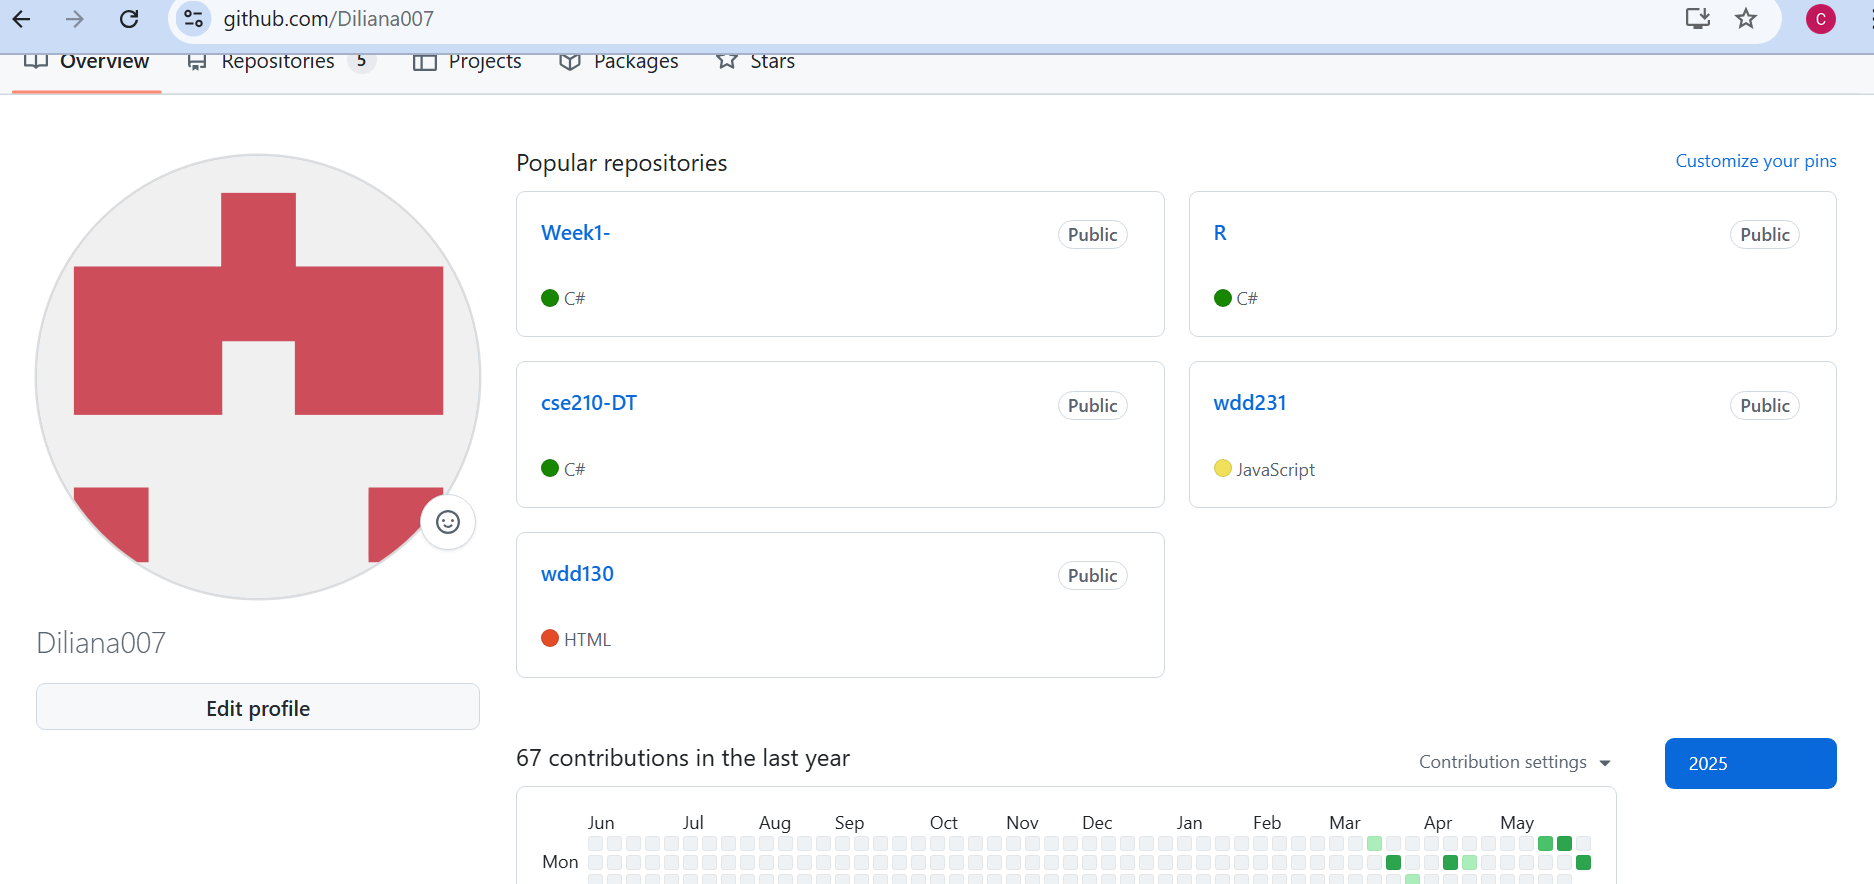 github.com/Diliana007
C
Overview Repositories 5 Projects Packages Stars
Popular repositories
Customize your pins
Week1- Public
C#
R Public
C#
cse210-DT Public
C#
wdd231 Public
JavaScript
wdd130 Public
HTML
Diliana007
Edit profile
67 contributions in the last year
Contribution settings
2025
Jun Jul Aug Sep Oct Nov Dec Jan Feb Mar Apr May
Mon